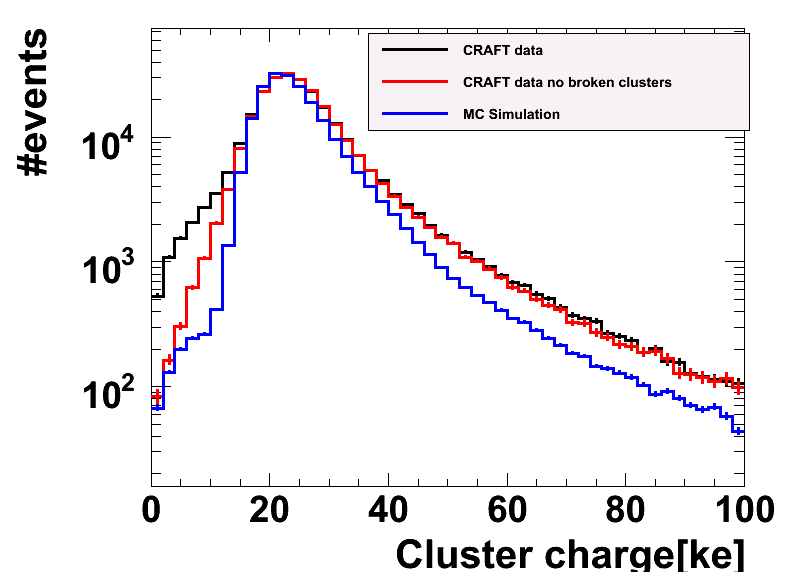 #events
CRAFT data
CRAFT data no broken clusters
MC Simulation
10⁴
10³
10²
0 20 40 60 80 100
Cluster charge[ke]